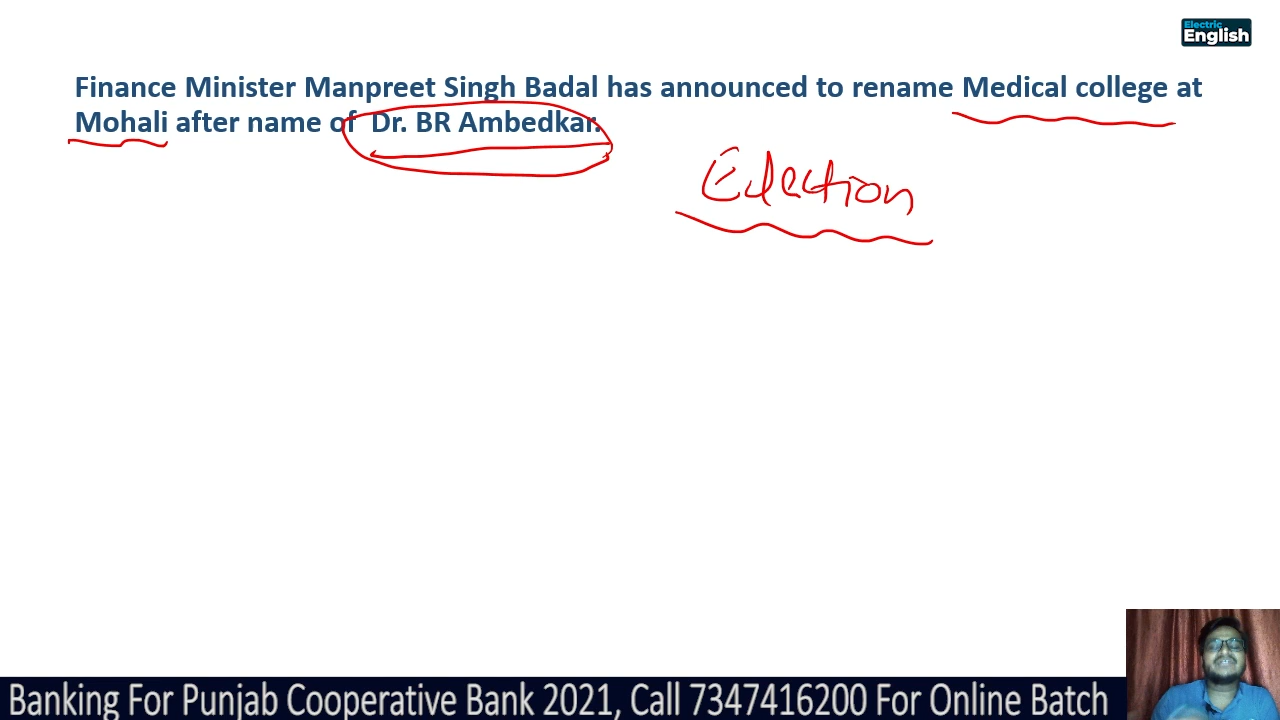 Electric
English
Finance Minister Manpreet Singh Badal has announced to rename Medical college at
Mohali after name of Dr. BR Ambedkar.
Election
Banking For Punjab Cooperative Bank 2021, Call 7347416200 For Online Batch